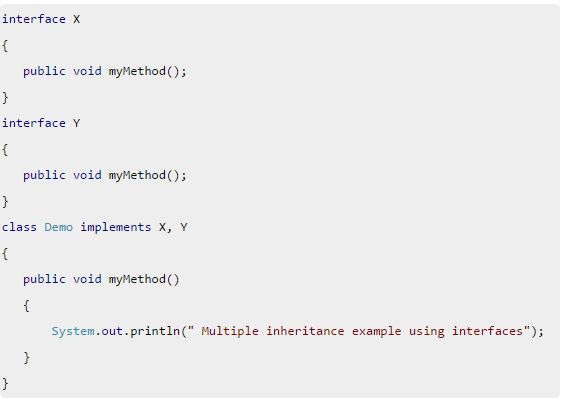 interface X
{
   public void myMethod();
}
interface Y
{
   public void myMethod();
}
class Demo implements X, Y
{
   public void myMethod()
   {
       System.out.println(" Multiple inheritance example using interfaces");
   }
}